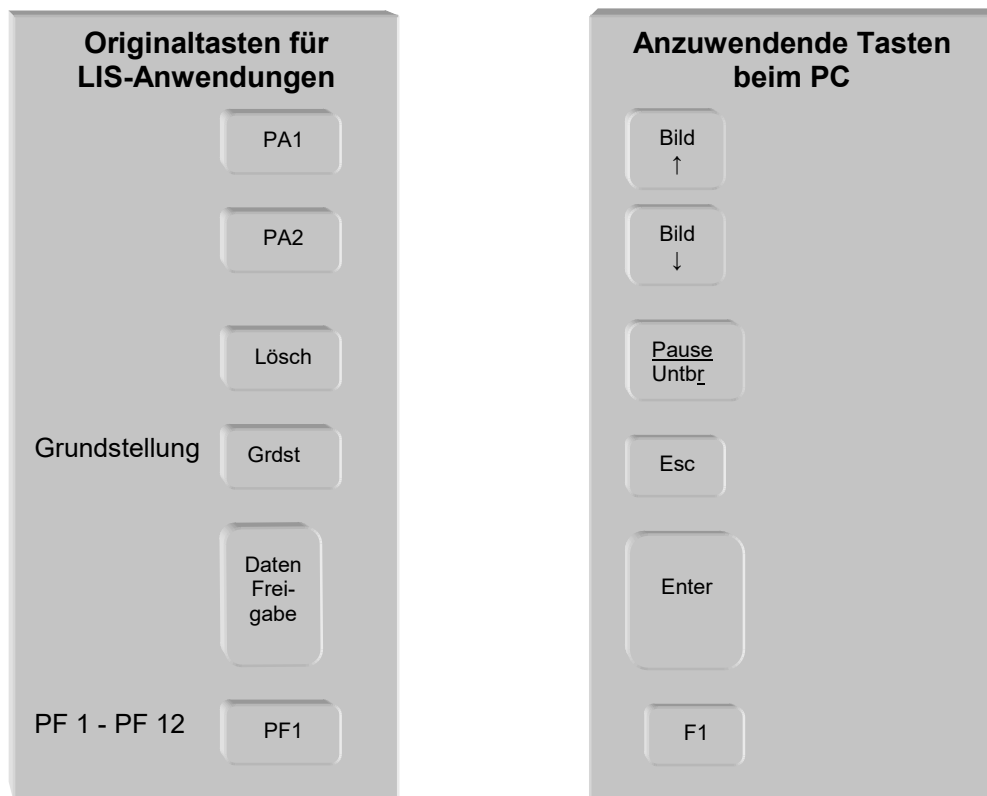 Originaltasten für
LIS-Anwendungen
PA1
PA2
Lösch
Grundstellung
Grdst
Daten
Frei-
gabe
PF 1 - PF 12
PF1
Anzuwendende Tasten
beim PC
Bild
↑
Bild
↓
Pause
Untbr
Esc
Enter
F1